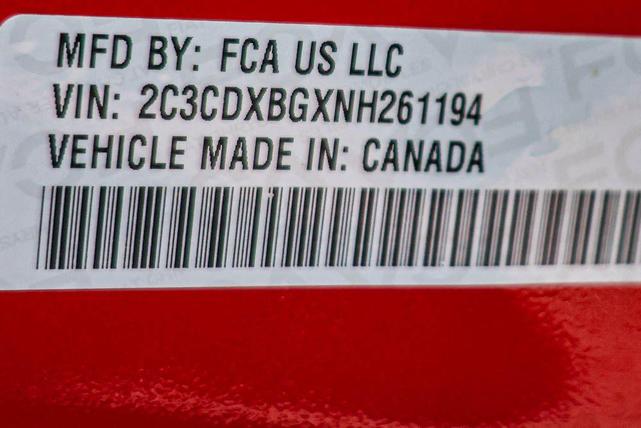 MFD BY: FCA US LLC
VIN: 2C3CDXBGXNH261194
VEHICLE MADE IN: CANADA